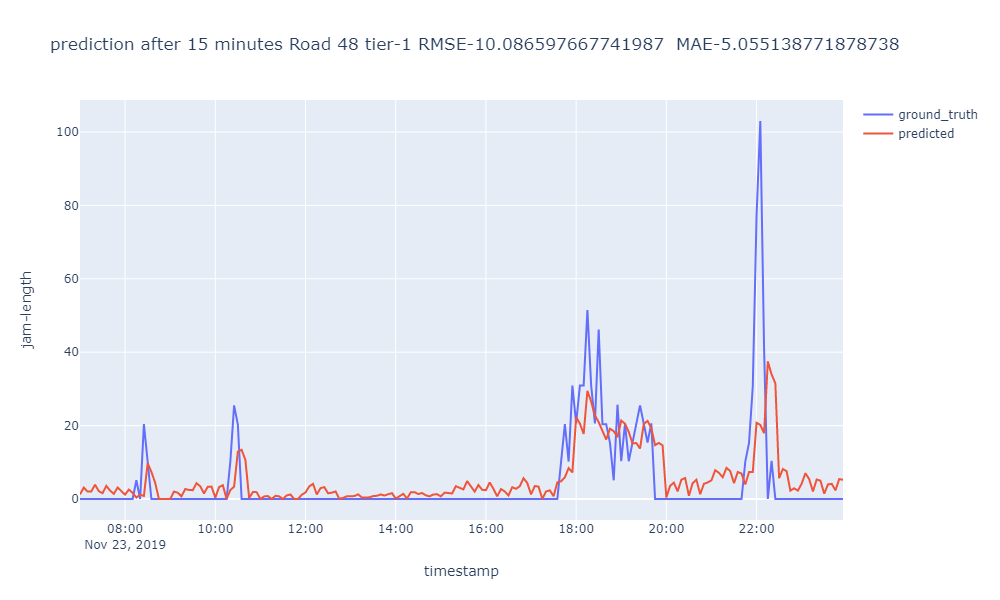 prediction after 15 minutes Road 48 tier-1 RMSE-10.086597667741987  MAE-5.055138771878738
ground_truth
predicted
100
80
60
40
20
0
jam-length
08:00 10:00 12:00 14:00 16:00 18:00 20:00 22:00
Nov 23, 2019
timestamp